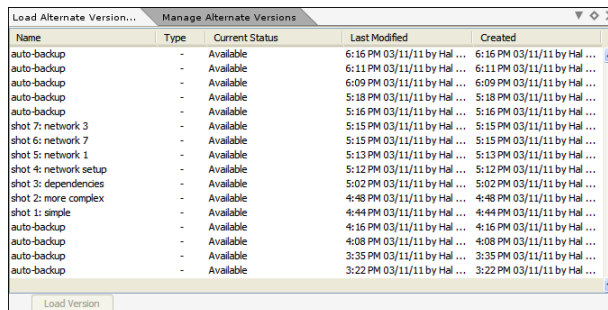 Load Alternate Version... Manage Alternate Versions
Name Type Current Status Last Modified Created
auto-backup - Available 6:16 PM 03/11/11 by Hal ... 6:16 PM 03/11/11 by Hal ...
auto-backup - Available 6:11 PM 03/11/11 by Hal ... 6:11 PM 03/11/11 by Hal ...
auto-backup - Available 6:09 PM 03/11/11 by Hal ... 6:09 PM 03/11/11 by Hal ...
auto-backup - Available 5:18 PM 03/11/11 by Hal ... 5:18 PM 03/11/11 by Hal ...
auto-backup - Available 5:16 PM 03/11/11 by Hal ... 5:16 PM 03/11/11 by Hal ...
shot 7: network 3 - Available 5:15 PM 03/11/11 by Hal ... 5:15 PM 03/11/11 by Hal ...
shot 6: network 7 - Available 5:15 PM 03/11/11 by Hal ... 5:15 PM 03/11/11 by Hal ...
shot 5: network 1 - Available 5:13 PM 03/11/11 by Hal ... 5:13 PM 03/11/11 by Hal ...
shot 4: network setup - Available 5:12 PM 03/11/11 by Hal ... 5:12 PM 03/11/11 by Hal ...
shot 3: dependencies - Available 5:02 PM 03/11/11 by Hal ... 5:02 PM 03/11/11 by Hal ...
shot 2: more complex - Available 4:48 PM 03/11/11 by Hal ... 4:48 PM 03/11/11 by Hal ...
shot 1: simple - Available 4:44 PM 03/11/11 by Hal ... 4:44 PM 03/11/11 by Hal ...
auto-backup - Available 4:16 PM 03/11/11 by Hal ... 4:16 PM 03/11/11 by Hal ...
auto-backup - Available 4:08 PM 03/11/11 by Hal ... 4:08 PM 03/11/11 by Hal ...
auto-backup - Available 3:35 PM 03/11/11 by Hal ... 3:35 PM 03/11/11 by Hal ...
auto-backup - Available 3:22 PM 03/11/11 by Hal ... 3:22 PM 03/11/11 by Hal ...
Load Version